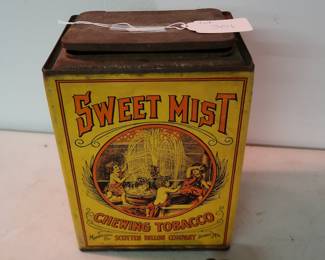 SWEET MIST
CHEWING TOBACCO
SCOTTEN DILLON COMPANY